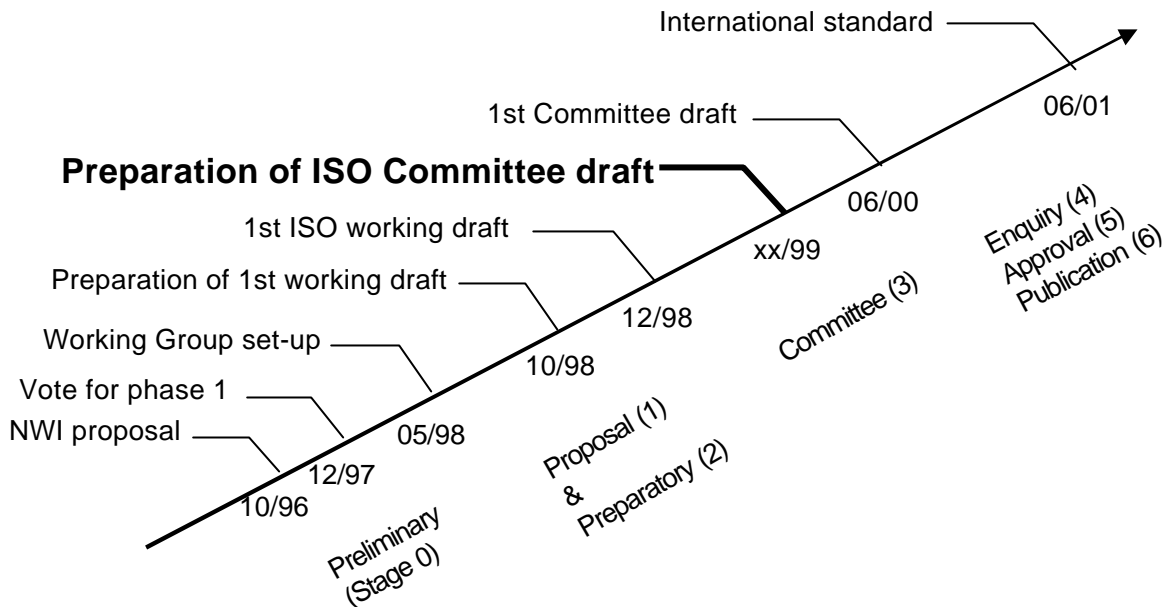 International standard
06/01
1st Committee draft
06/00
Preparation of ISO Committee draft
xx/99
1st ISO working draft
12/98
Preparation of 1st working draft
10/98
Working Group set-up
05/98
Vote for phase 1
12/97
NWI proposal
10/96
Preliminary
(Stage 0)
Proposal (1)
&
Preparatory (2)
Committee (3)
Enquiry (4)
Approval (5)
Publication (6)